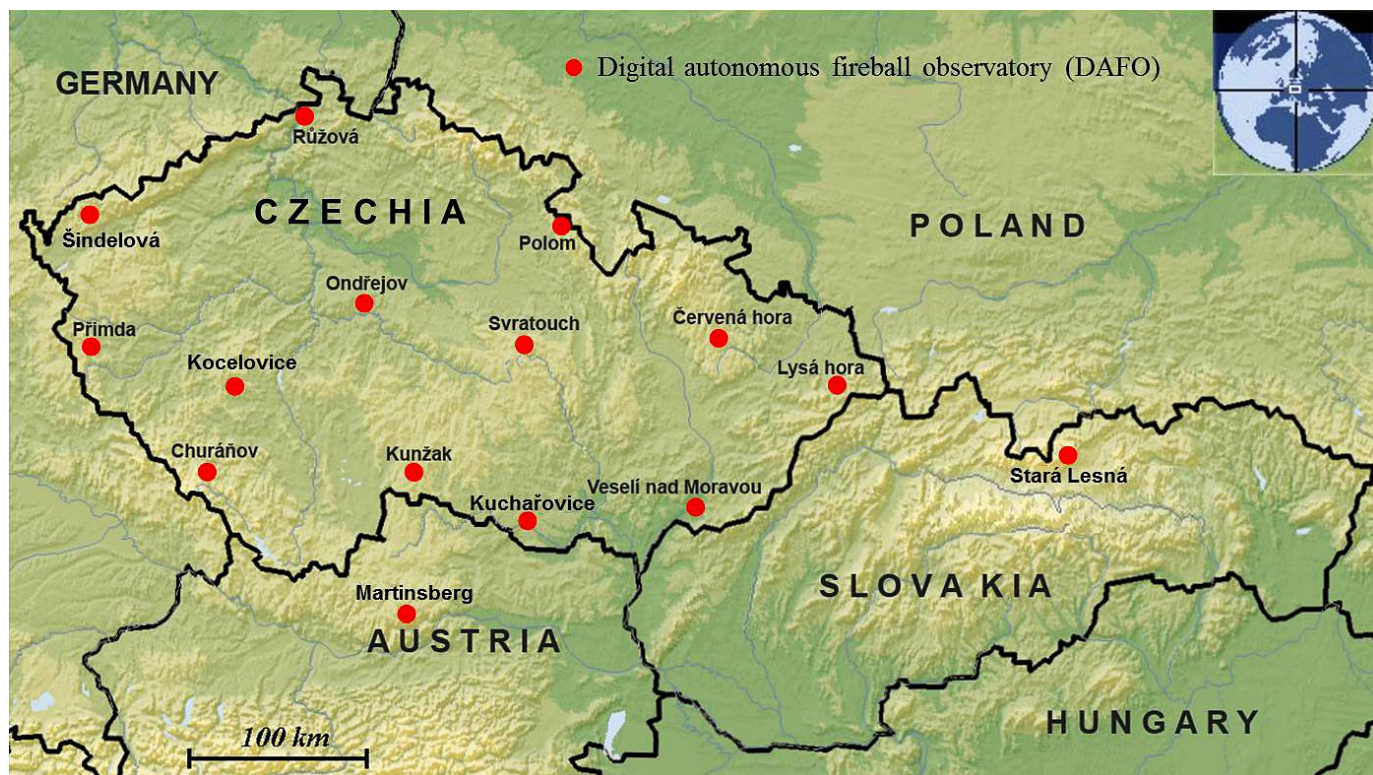 GERMANY
Digital autonomous fireball observatory (DAFO)
Růžová
CZECHIA
POLAND
Šindelová
Polom
Ondřejov
Přimda
Svratouch
Červená hora
Kocelovice
Lysá hora
Churáňov
Kunžak
Stará Lesná
Veselí nad Moravou
Kuchařovice
SLOVAKIA
Martinsberg
AUSTRIA
HUNGARY
100 km